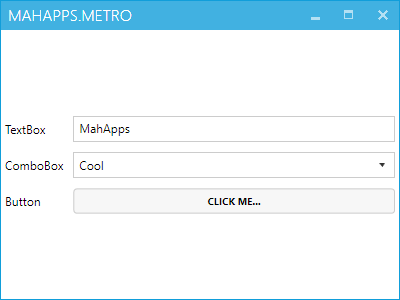 MAHAPPS.METRO
TextBox MahApps
ComboBox Cool
Button CLICK ME...